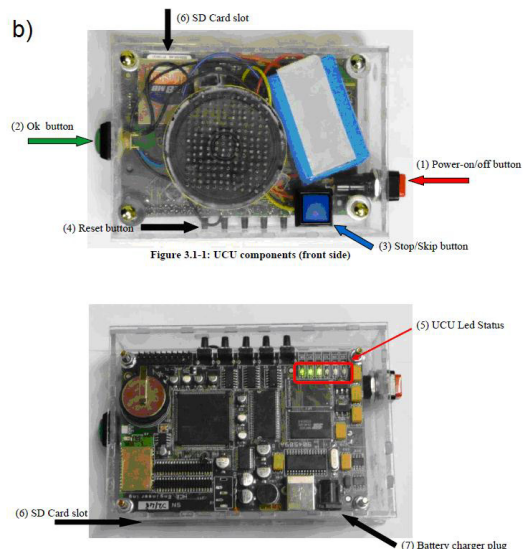 b)
(6) SD Card slot
(2) Ok button
(1) Power-on/off button
(4) Reset button
(3) Stop/Skip button
Figure 3.1-1: UCU components (front side)
(5) UCU Led Status
(6) SD Card slot
(7) Battery charger plug